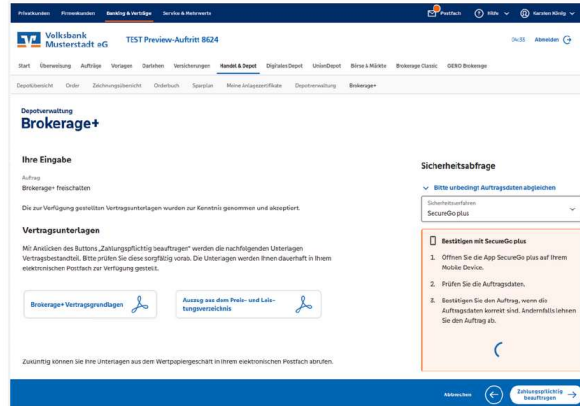 Privatkunden Firmenkunden Banking & Verträge Service & Mehrwerte Postfach Hilfe Karsten König
Volksbank
Musterstadt eG
TEST Preview-Auftritt 8624
04:55 Abmelden
Start Überweisung Aufträge Vorlagen Darlehen Versicherungen Handel & Depot Digitales Depot UnionDepot Börse & Märkte Brokerage Classic GENO Brokerage
Depotübersicht Order Zeichnungsübersicht Orderbuch Sparplan Meine Anlagezertifikate Depotverwaltung Brokerage+
Depotverwaltung
Brokerage+
Ihre Eingabe
Auftrag
Brokerage+ freischalten
Die zur Verfügung gestellten Vertragsunterlagen wurden zur Kenntnis genommen und akzeptiert.
Vertragsunterlagen
Mit Anklicken des Buttons „Zahlungspflichtig beauftragen" werden die nachfolgenden Unterlagen
Vertragsbestandteil. Bitte prüfen Sie diese sorgfältig vorab. Die Unterlagen werden Ihnen dauerhaft in Ihrem
elektronischen Postfach zur Verfügung gestellt.
Brokerage+ Vertragsgrundlagen
Auszug aus dem Preis- und Leis-
tungsverzeichnis
Zukünftig können Sie Ihre Unterlagen aus dem Wertpapiergeschäft in Ihrem elektronischen Postfach abrufen.
Sicherheitsabfrage
Bitte unbedingt Auftragsdaten abgleichen
Sicherheitsverfahren
SecureGo plus
Bestätigen mit SecureGo plus
1. Öffnen Sie die App SecureGo plus auf Ihrem
Mobile Device.
2. Prüfen Sie die Auftragsdaten.
3. Bestätigen Sie den Auftrag, wenn die
Auftragsdaten korrekt sind. Andernfalls lehnen
Sie den Auftrag ab.
Abbrechen
Zahlungspflichtig
beauftragen